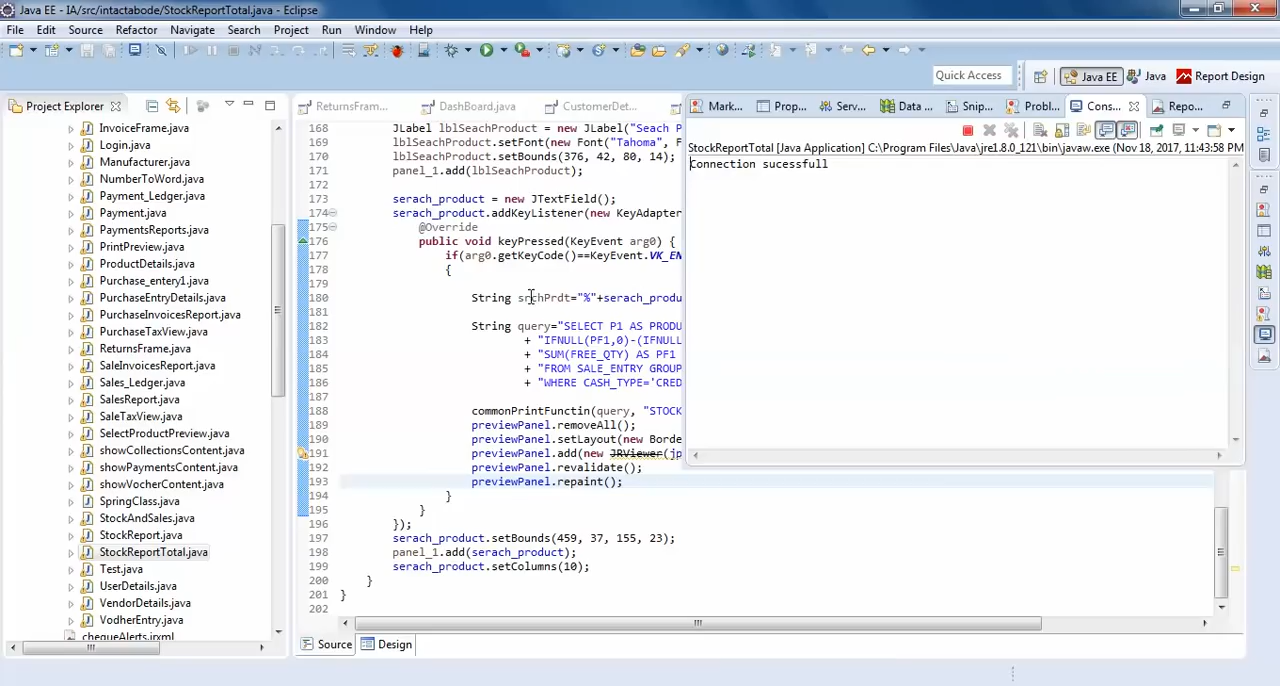 Java EE - IA/src/intactabode/StockReportTotal.java - Eclipse
File Edit Source Refactor Navigate Search Project Run Window Help
Quick Access
Java EE
Java
Report Design
Project Explorer
InvoiceFrame.java
Login.java
Manufacturer.java
NumberToWord.java
Payment_Ledger.java
Payment.java
PaymentsReports.java
PrintPreview.java
ProductDetails.java
Purchase_entery1.java
PurchaseEntryDetails.java
PurchaseInvoicesReport.java
PurchaseTaxView.java
ReturnsFrame.java
SaleInvoicesReport.java
Sales_Ledger.java
SalesReport.java
SaleTaxView.java
SelectProductPreview.java
showCollectionsContent.java
showPaymentsContent.java
showVocherContent.java
SpringClass.java
StockAndSales.java
StockReport.java
StockReportTotal.java
Test.java
UserDetails.java
VendorDetails.java
VodherEntry.java
chequeAlerts.jrxml
ReturnsFram...
DashBoard.java
CustomerDet...
168 JLabel lblSeachProduct = new JLabel("Seach P
169 lblSeachProduct.setFont(new Font("Tahoma", F
170 lblSeachProduct.setBounds(376, 42, 80, 14);
171 panel_1.add(lblSeachProduct);
172
173 serach_product = new JTextField();
174 serach_product.addKeyListener(new KeyAdapter
175 @Override
176 public void keyPressed(KeyEvent arg0) {
177 if(arg0.getKeyCode()==KeyEvent.VK_EN
178 {
179
180 String srchPrdt="%"+serach_produ
181
182 String query="SELECT P1 AS PRODU
183 + "IFNULL(PF1,0)-(IFNULL
184 + "SUM(FREE_QTY) AS PF1
185 + "FROM SALE_ENTRY GROUP
186 + "WHERE CASH_TYPE='CRED
187
188 commonPrintFunctin(query, "STOCK
189 previewPanel.removeAll();
190 previewPanel.setLayout(new Borde
191 previewPanel.add(new JRViewer(jp
192 previewPanel.revalidate();
193 previewPanel.repaint();
194 }
195 }
196 });
197 serach_product.setBounds(459, 37, 155, 23);
198 panel_1.add(serach_product);
199 serach_product.setColumns(10);
200 }
201 }
202
Source Design
Mark... Prop... Serv... Data ... Snip... Probl... Cons... Repo...
StockReportTotal [Java Application] C:\Program Files\Java\jre1.8.0_121\bin\javaw.exe (Nov 18, 2017, 11:43:58 PM
Connection sucessfull